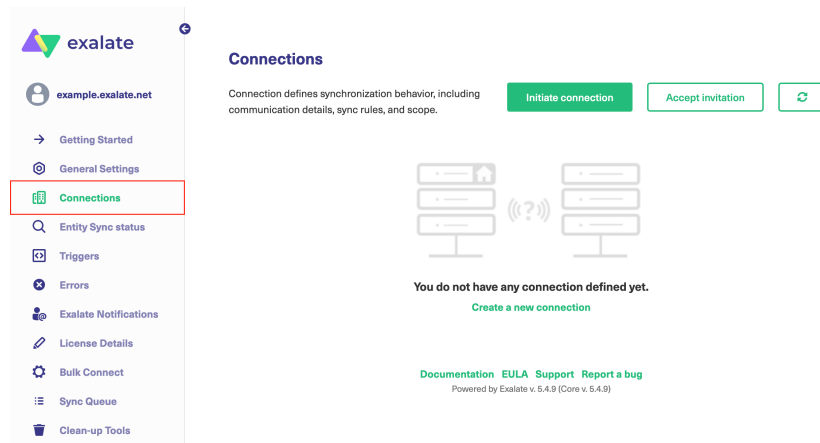 exalate
example.exalate.net
Getting Started
General Settings
Connections
Entity Sync status
Triggers
Errors
Exalate Notifications
License Details
Bulk Connect
Sync Queue
Clean-up Tools
Connections
Connection defines synchronization behavior, including
communication details, sync rules, and scope.
Initiate connection
Accept invitation
((?))
You do not have any connection defined yet.
Create a new connection
Documentation EULA Support Report a bug
Powered by Exalate v. 5.4.9 (Core v. 5.4.9)